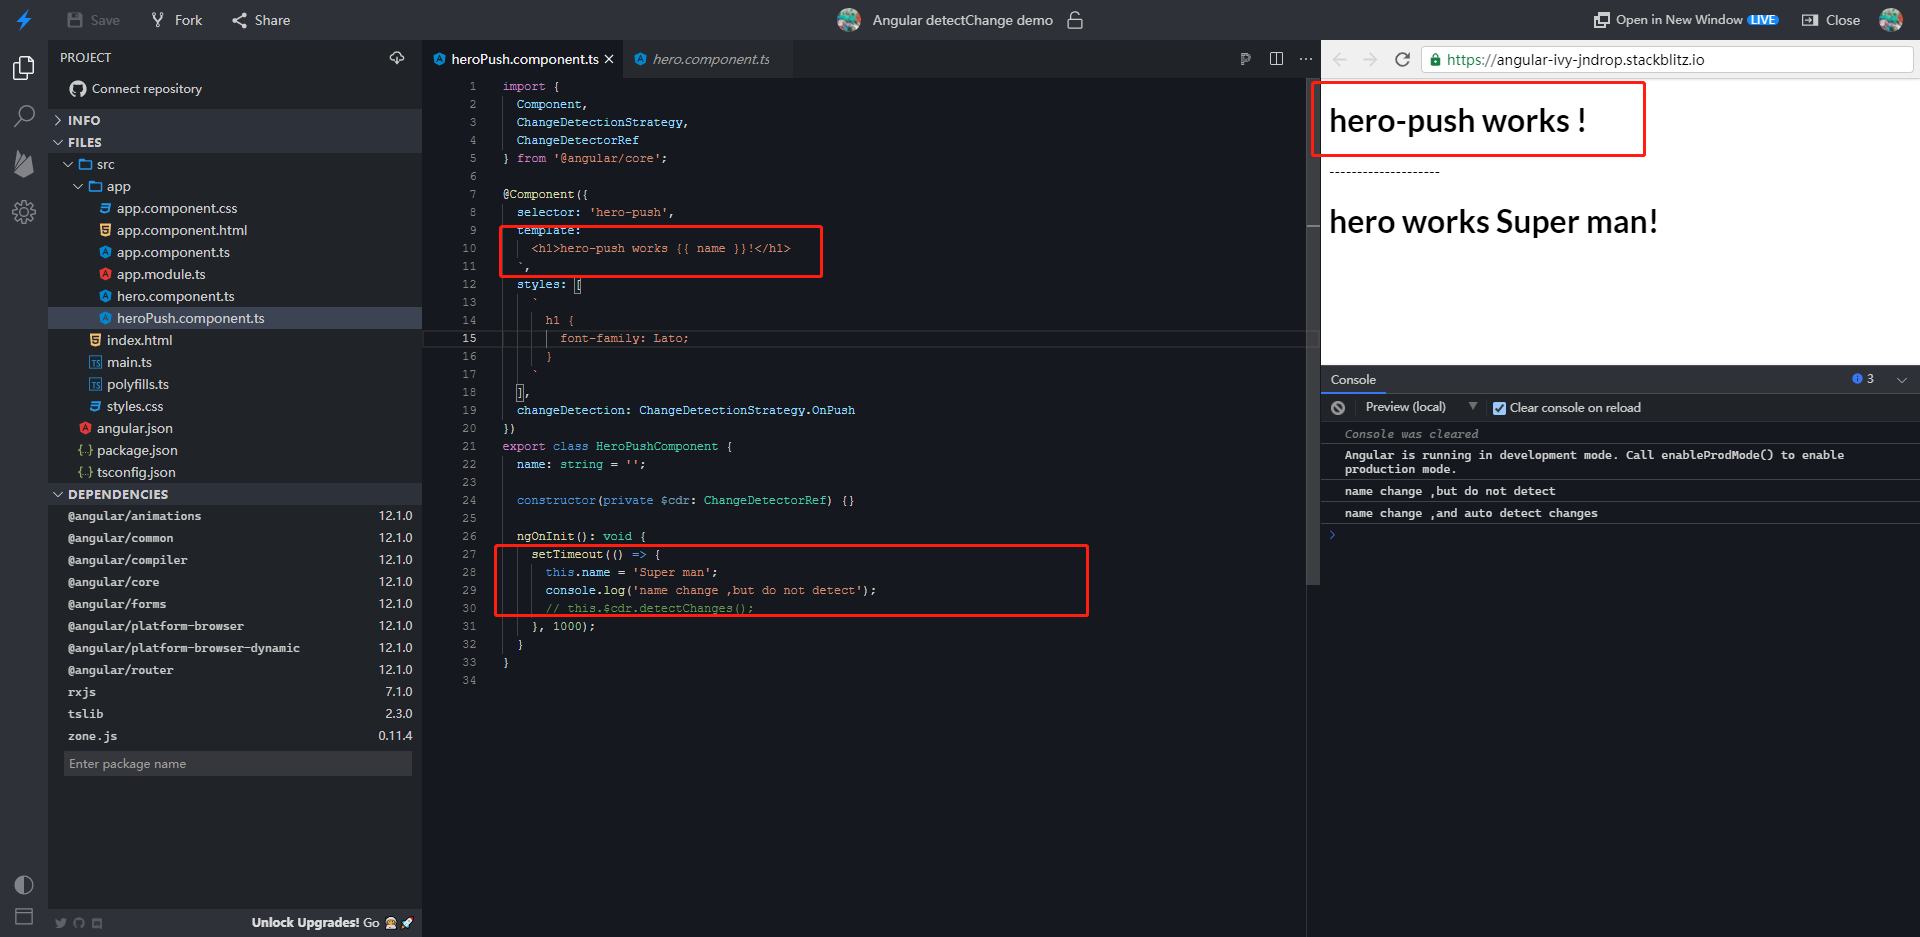 Save Fork Share Angular detectChange demo Open in New Window LIVE Close
PROJECT
Connect repository
INFO
FILES
src
app
app.component.css
app.component.html
app.component.ts
app.module.ts
hero.component.ts
heroPush.component.ts
index.html
main.ts
polyfills.ts
styles.css
angular.json
{..} package.json
{..} tsconfig.json
DEPENDENCIES
@angular/animations 12.1.0
@angular/common 12.1.0
@angular/compiler 12.1.0
@angular/core 12.1.0
@angular/forms 12.1.0
@angular/platform-browser 12.1.0
@angular/platform-browser-dynamic 12.1.0
@angular/router 12.1.0
rxjs 7.1.0
tslib 2.3.0
zone.js 0.11.4
Enter package name
Unlock Upgrades! Go
heroPush.component.ts hero.component.ts
1 import {
2 Component,
3 ChangeDetectionStrategy,
4 ChangeDetectorRef
5 } from '@angular/core';
6
7 @Component({
8 selector: 'hero-push',
9 template:
10 <h1>hero-push works {{ name }}!</h1>
11 `,
12 styles: [
13 `
14 h1 {
15 font-family: Lato;
16 }
17 `
18 ],
19 changeDetection: ChangeDetectionStrategy.OnPush
20 })
21 export class HeroPushComponent {
22 name: string = '';
23
24 constructor(private $cdr: ChangeDetectorRef) {}
25
26 ngOnInit(): void {
27 setTimeout(() => {
28 this.name = 'Super man';
29 console.log('name change ,but do not detect');
30 // this.$cdr.detectChanges();
31 }, 1000);
32 }
33 }
34
https://angular-ivy-jndrop.stackblitz.io
hero-push works !
--------------------
hero works Super man!
Console 3
Preview (local) Clear console on reload
Console was cleared
Angular is running in development mode. Call enableProdMode() to enable
production mode.
name change ,but do not detect
name change ,and auto detect changes